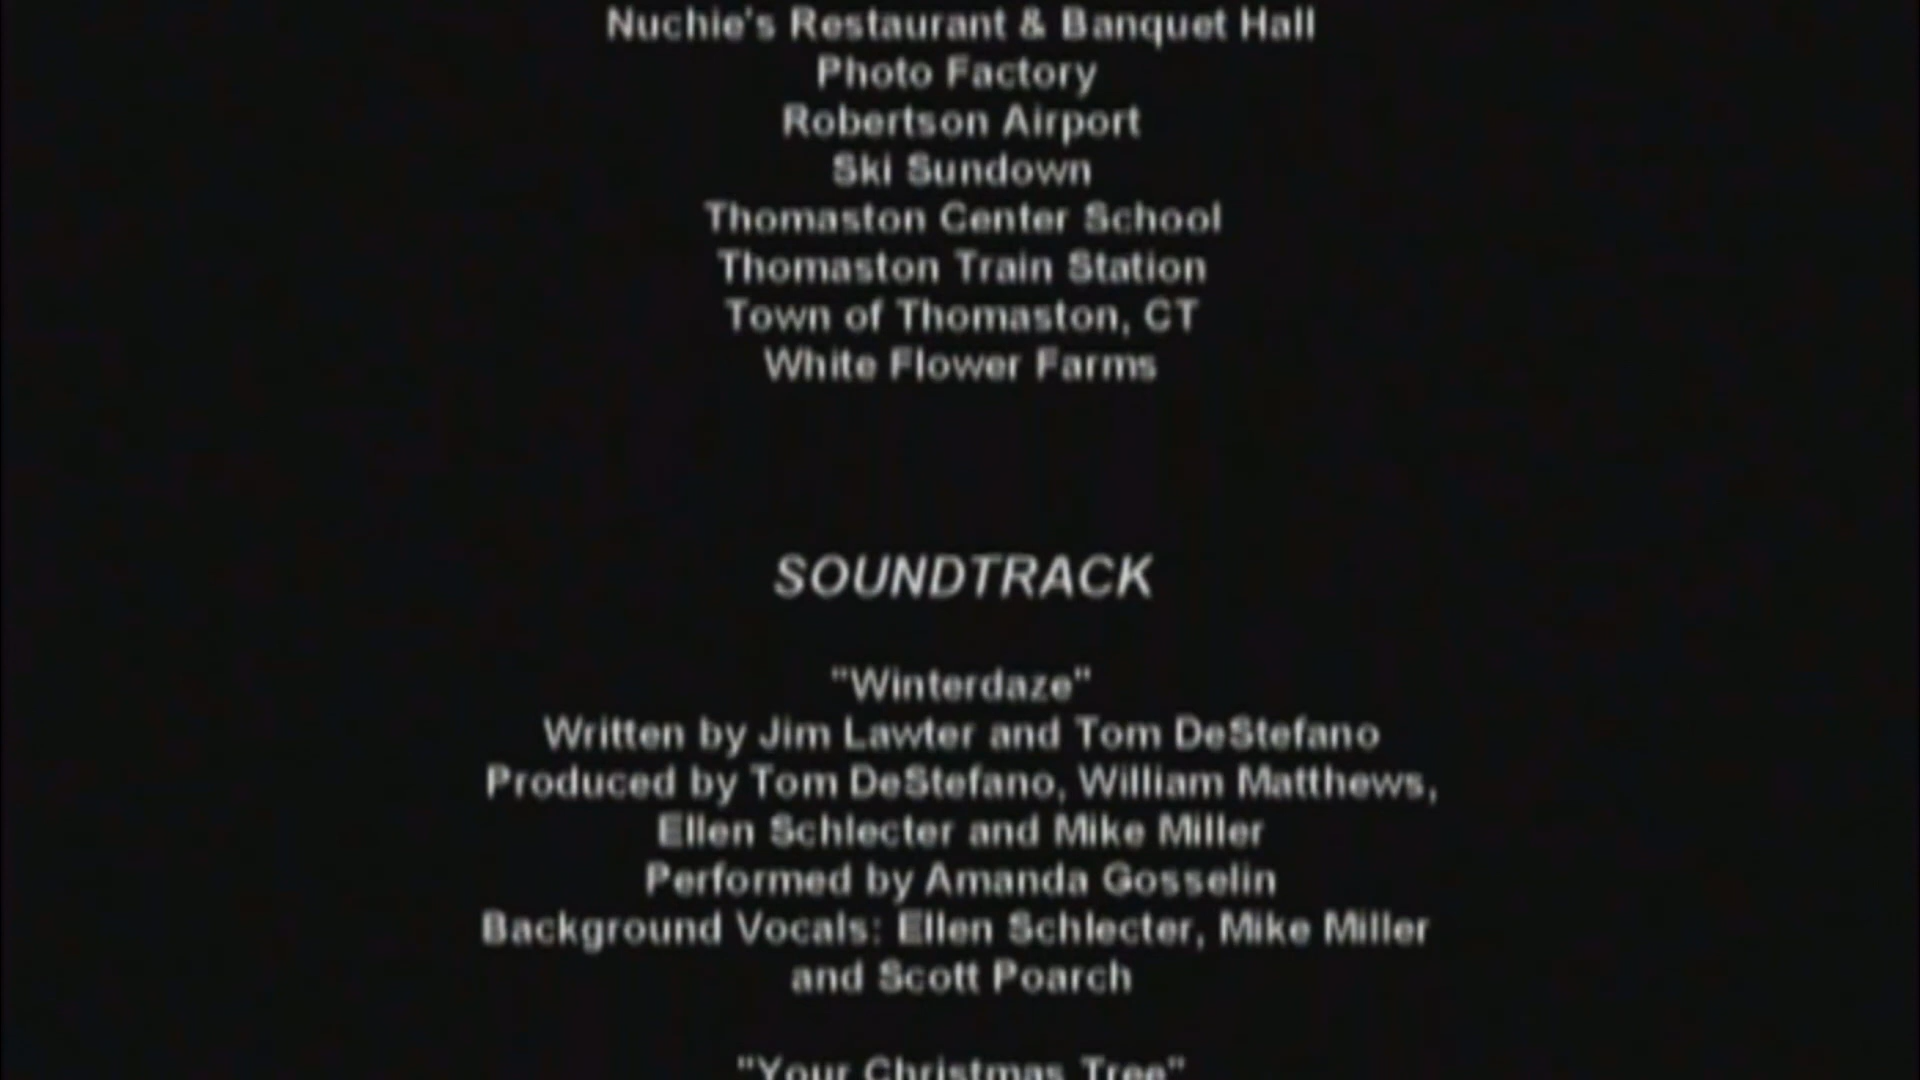 Nuchie's Restaurant & Banquet Hall
Photo Factory
Robertson Airport
Ski Sundown
Thomaston Center School
Thomaston Train Station
Town of Thomaston, CT
White Flower Farms
SOUNDTRACK
"Winterdaze"
Written by Jim Lawter and Tom DeStefano
Produced by Tom DeStefano, William Matthews,
Ellen Schlecter and Mike Miller
Performed by Amanda Gosselin
Background Vocals: Ellen Schlecter, Mike Miller
and Scott Poarch
"Your Christmas Tree"